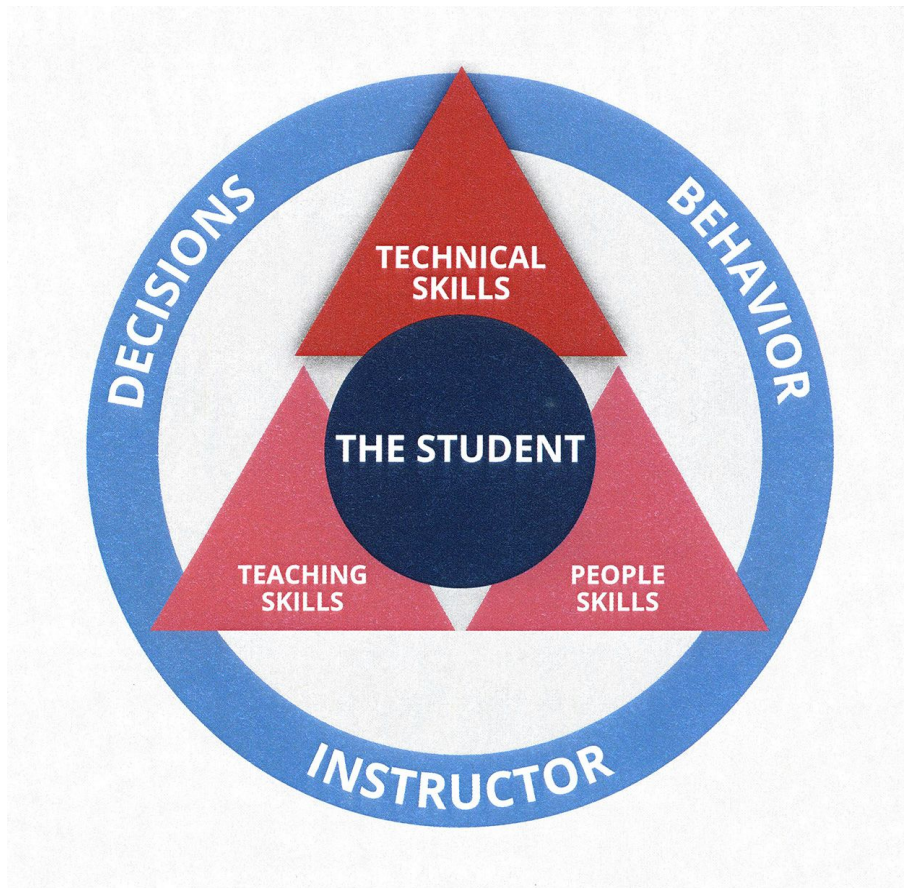 DECISIONS
BEHAVIOR
TECHNICAL
SKILLS
THE STUDENT
TEACHING
SKILLS
PEOPLE
SKILLS
INSTRUCTOR